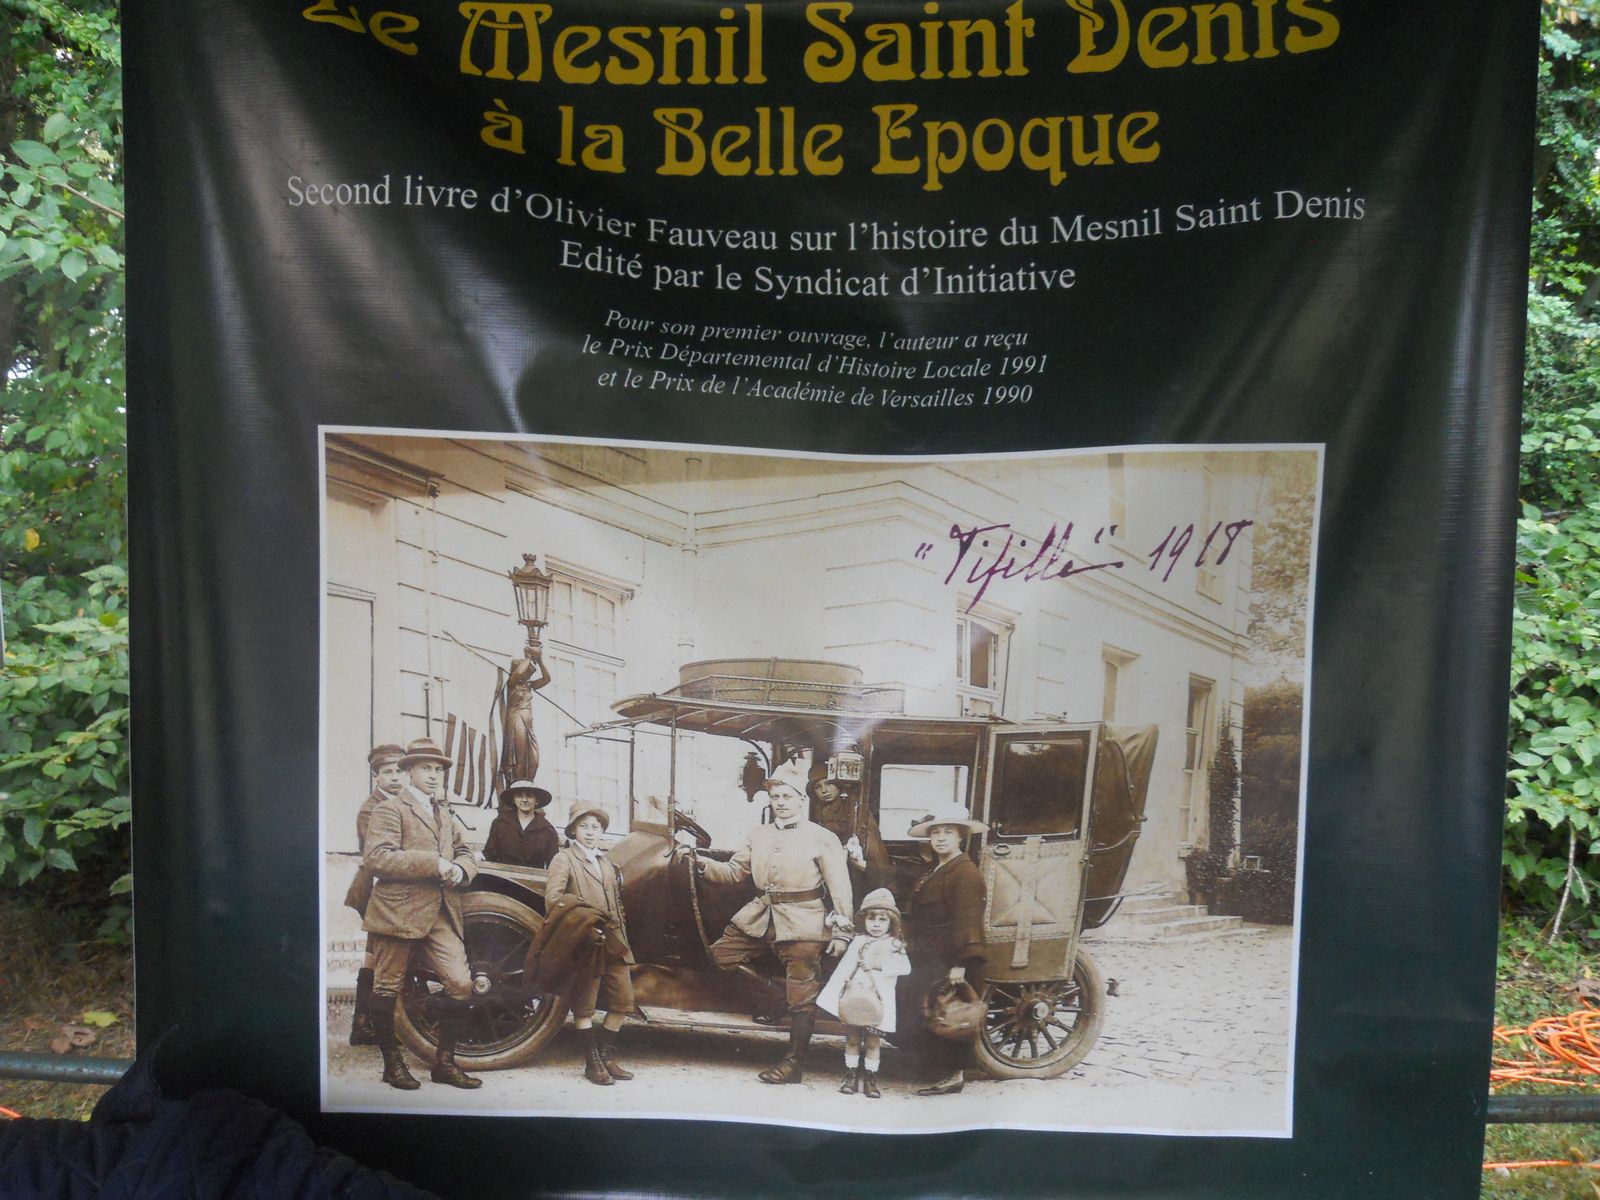 Le Mesnil Saint Denis
à la Belle Epoque
Second livre d'Olivier Fauveau sur l'histoire du Mesnil Saint Denis
Edité par le Syndicat d'Initiative
Pour son premier ouvrage, l'auteur a reçu
le Prix Départemental d'Histoire Locale 1991
et le Prix de l'Académie de Versailles 1990
"Tifille" 1918